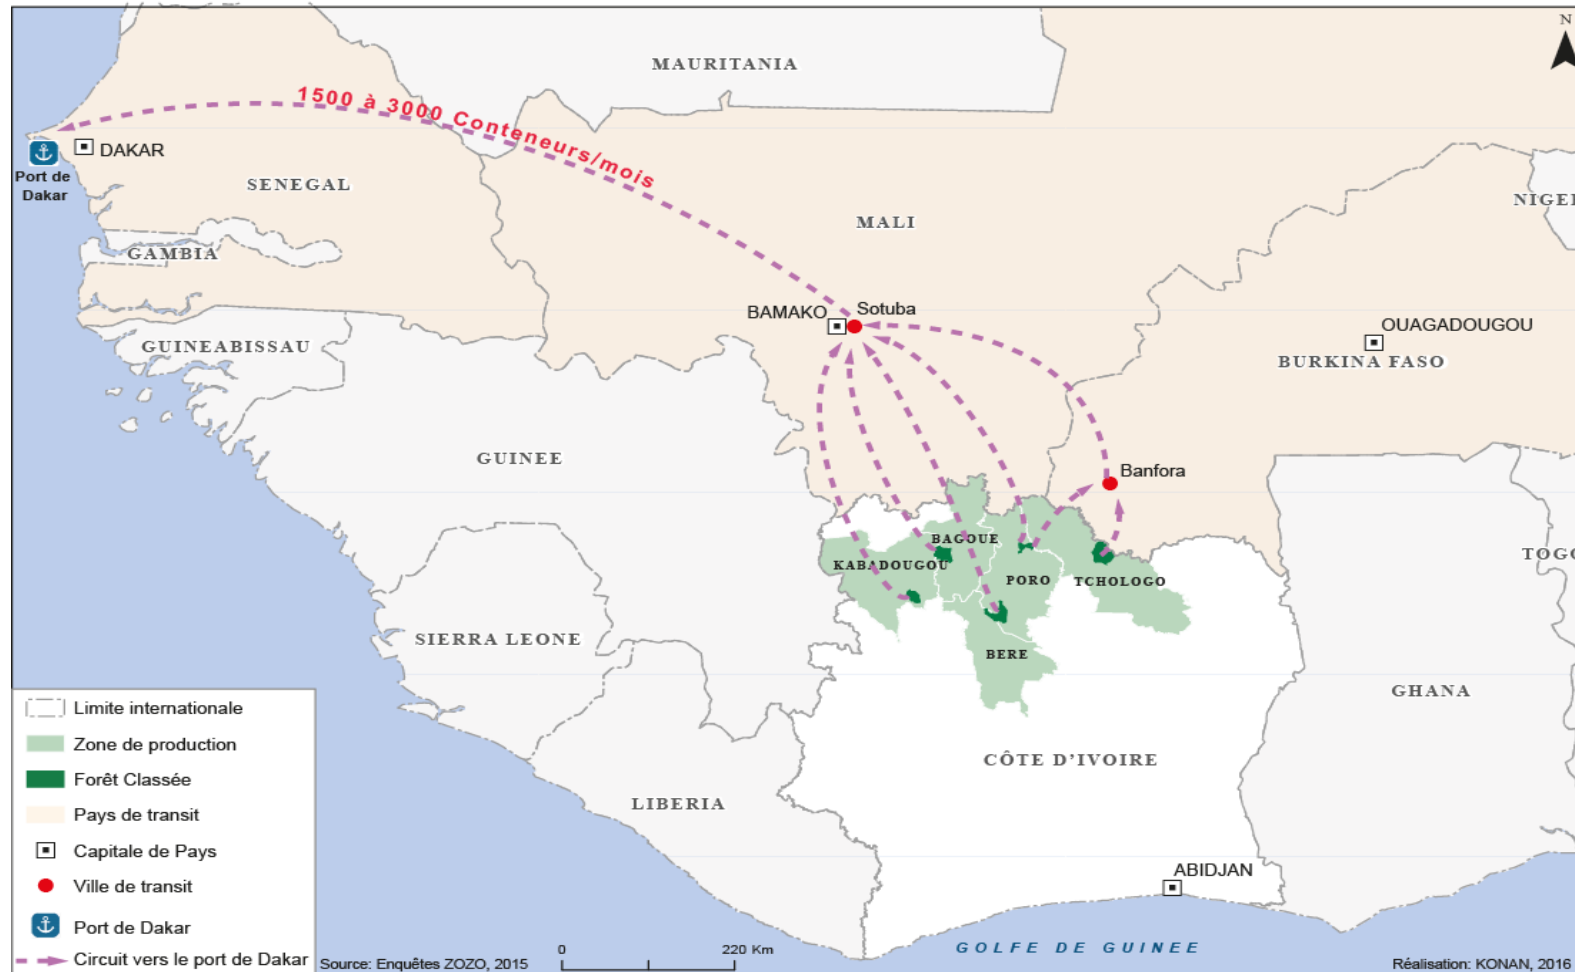 N
MAURITANIA
1500 à 3000 Conteneurs/mois
DAKAR
Port de
Dakar
SENEGAL
NIGER
MALI
GAMBIA
Sotuba
BAMAKO
OUAGADOUGOU
BURKINA FASO
GUINEABISSAU
GUINEE
Banfora
BAGOUE
KABADOUGOU
PORO
TCHOLOGO
TOGO
SIERRA LEONE
BERE
GHANA
CÔTE D'IVOIRE
LIBERIA
ABIDJAN
GOLFE DE GUINEE
Limite internationale
Zone de production
Forêt Classée
Pays de transit
Capitale de Pays
Ville de transit
Port de Dakar
Circuit vers le port de Dakar
Source: Enquêtes ZOZO, 2015
0 220 Km
Réalisation: KONAN, 2016